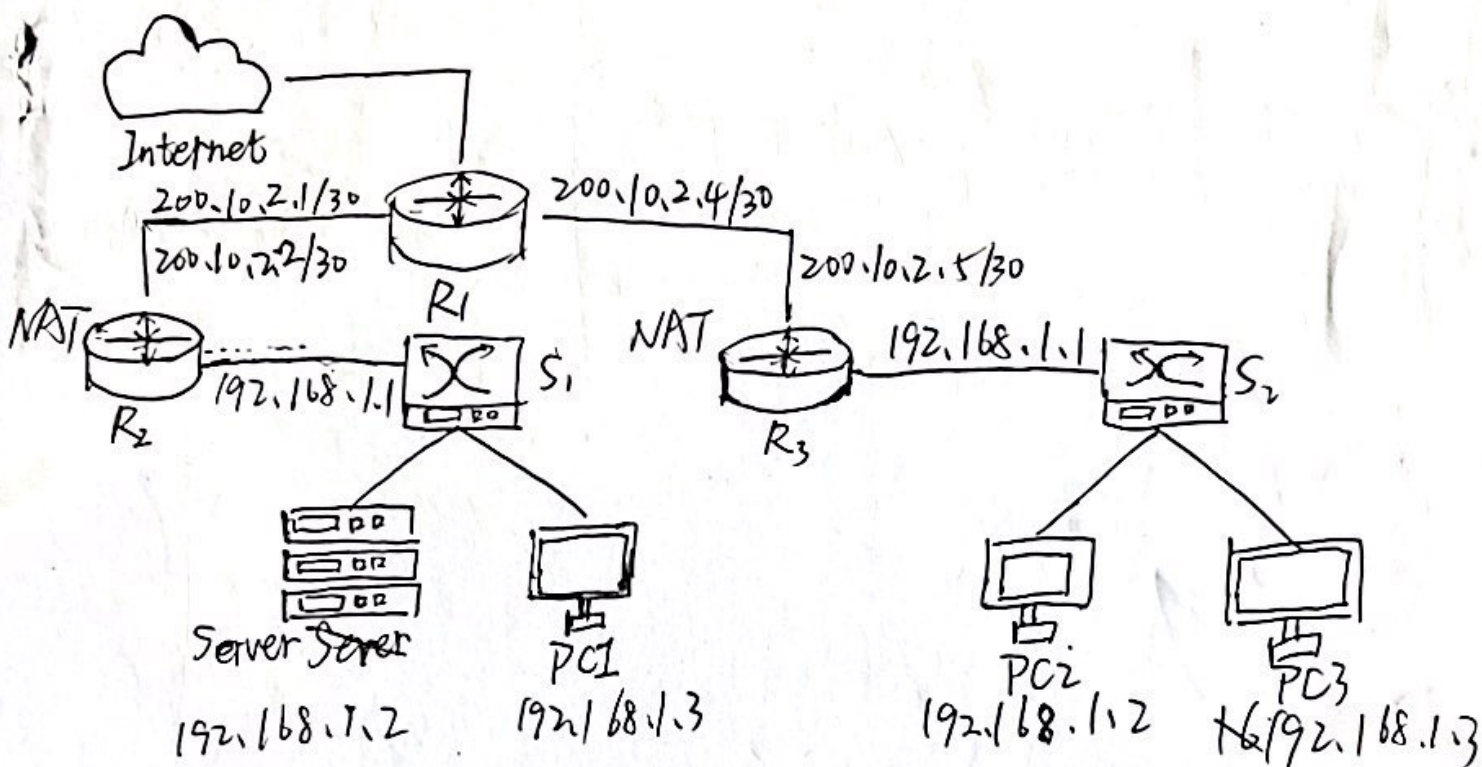 Internet
200.10.2.1/30
200.10.2.4/30
200.10.2.2/30
200.10.2.5/30
R1
NAT
NAT
192.168.1.1
S1
192.168.1.1
S2
R2
R3
Server Server
PC1
PC2
PC3
192.168.1.2
192.168.1.3
192.168.1.2
192.168.1.3